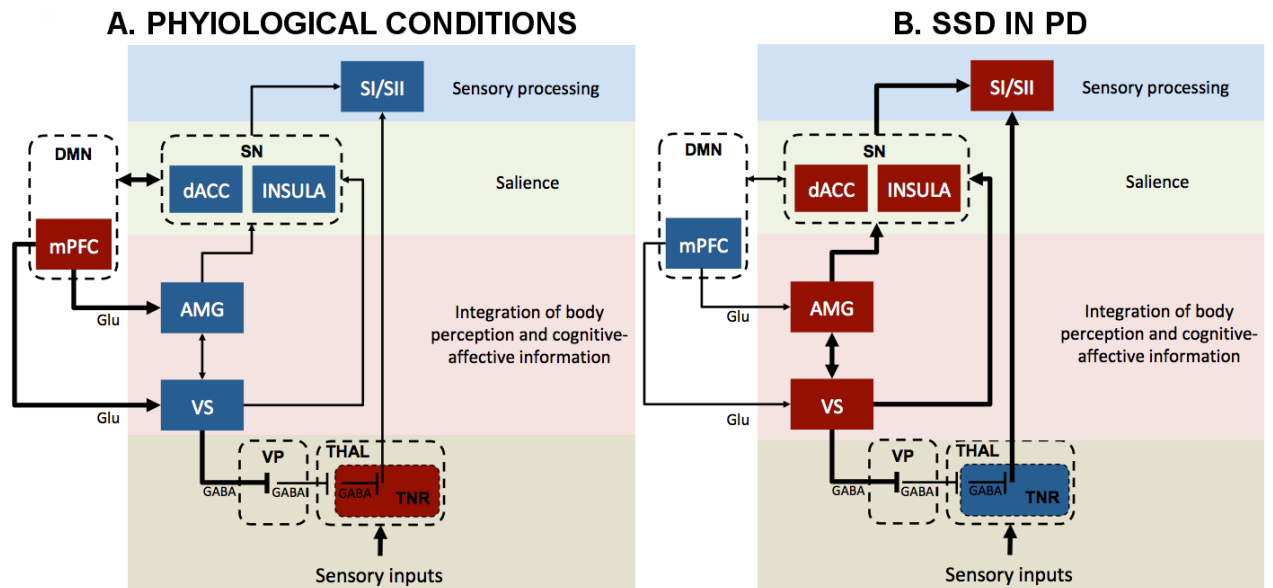 A. PHYIOLOGICAL CONDITIONS
SI/SII
Sensory processing
DMN
SN
dACC
INSULA
Salience
mPFC
AMG
Glu
Integration of body
perception and cognitive-
affective information
VS
Glu
VP
THAL
GABA
GABA
GABA
TNR
Sensory inputs
B. SSD IN PD
SI/SII
Sensory processing
DMN
SN
dACC
INSULA
Salience
mPFC
AMG
Glu
Integration of body
perception and cognitive-
affective information
VS
Glu
VP
THAL
GABA
GABA
GABA
TNR
Sensory inputs